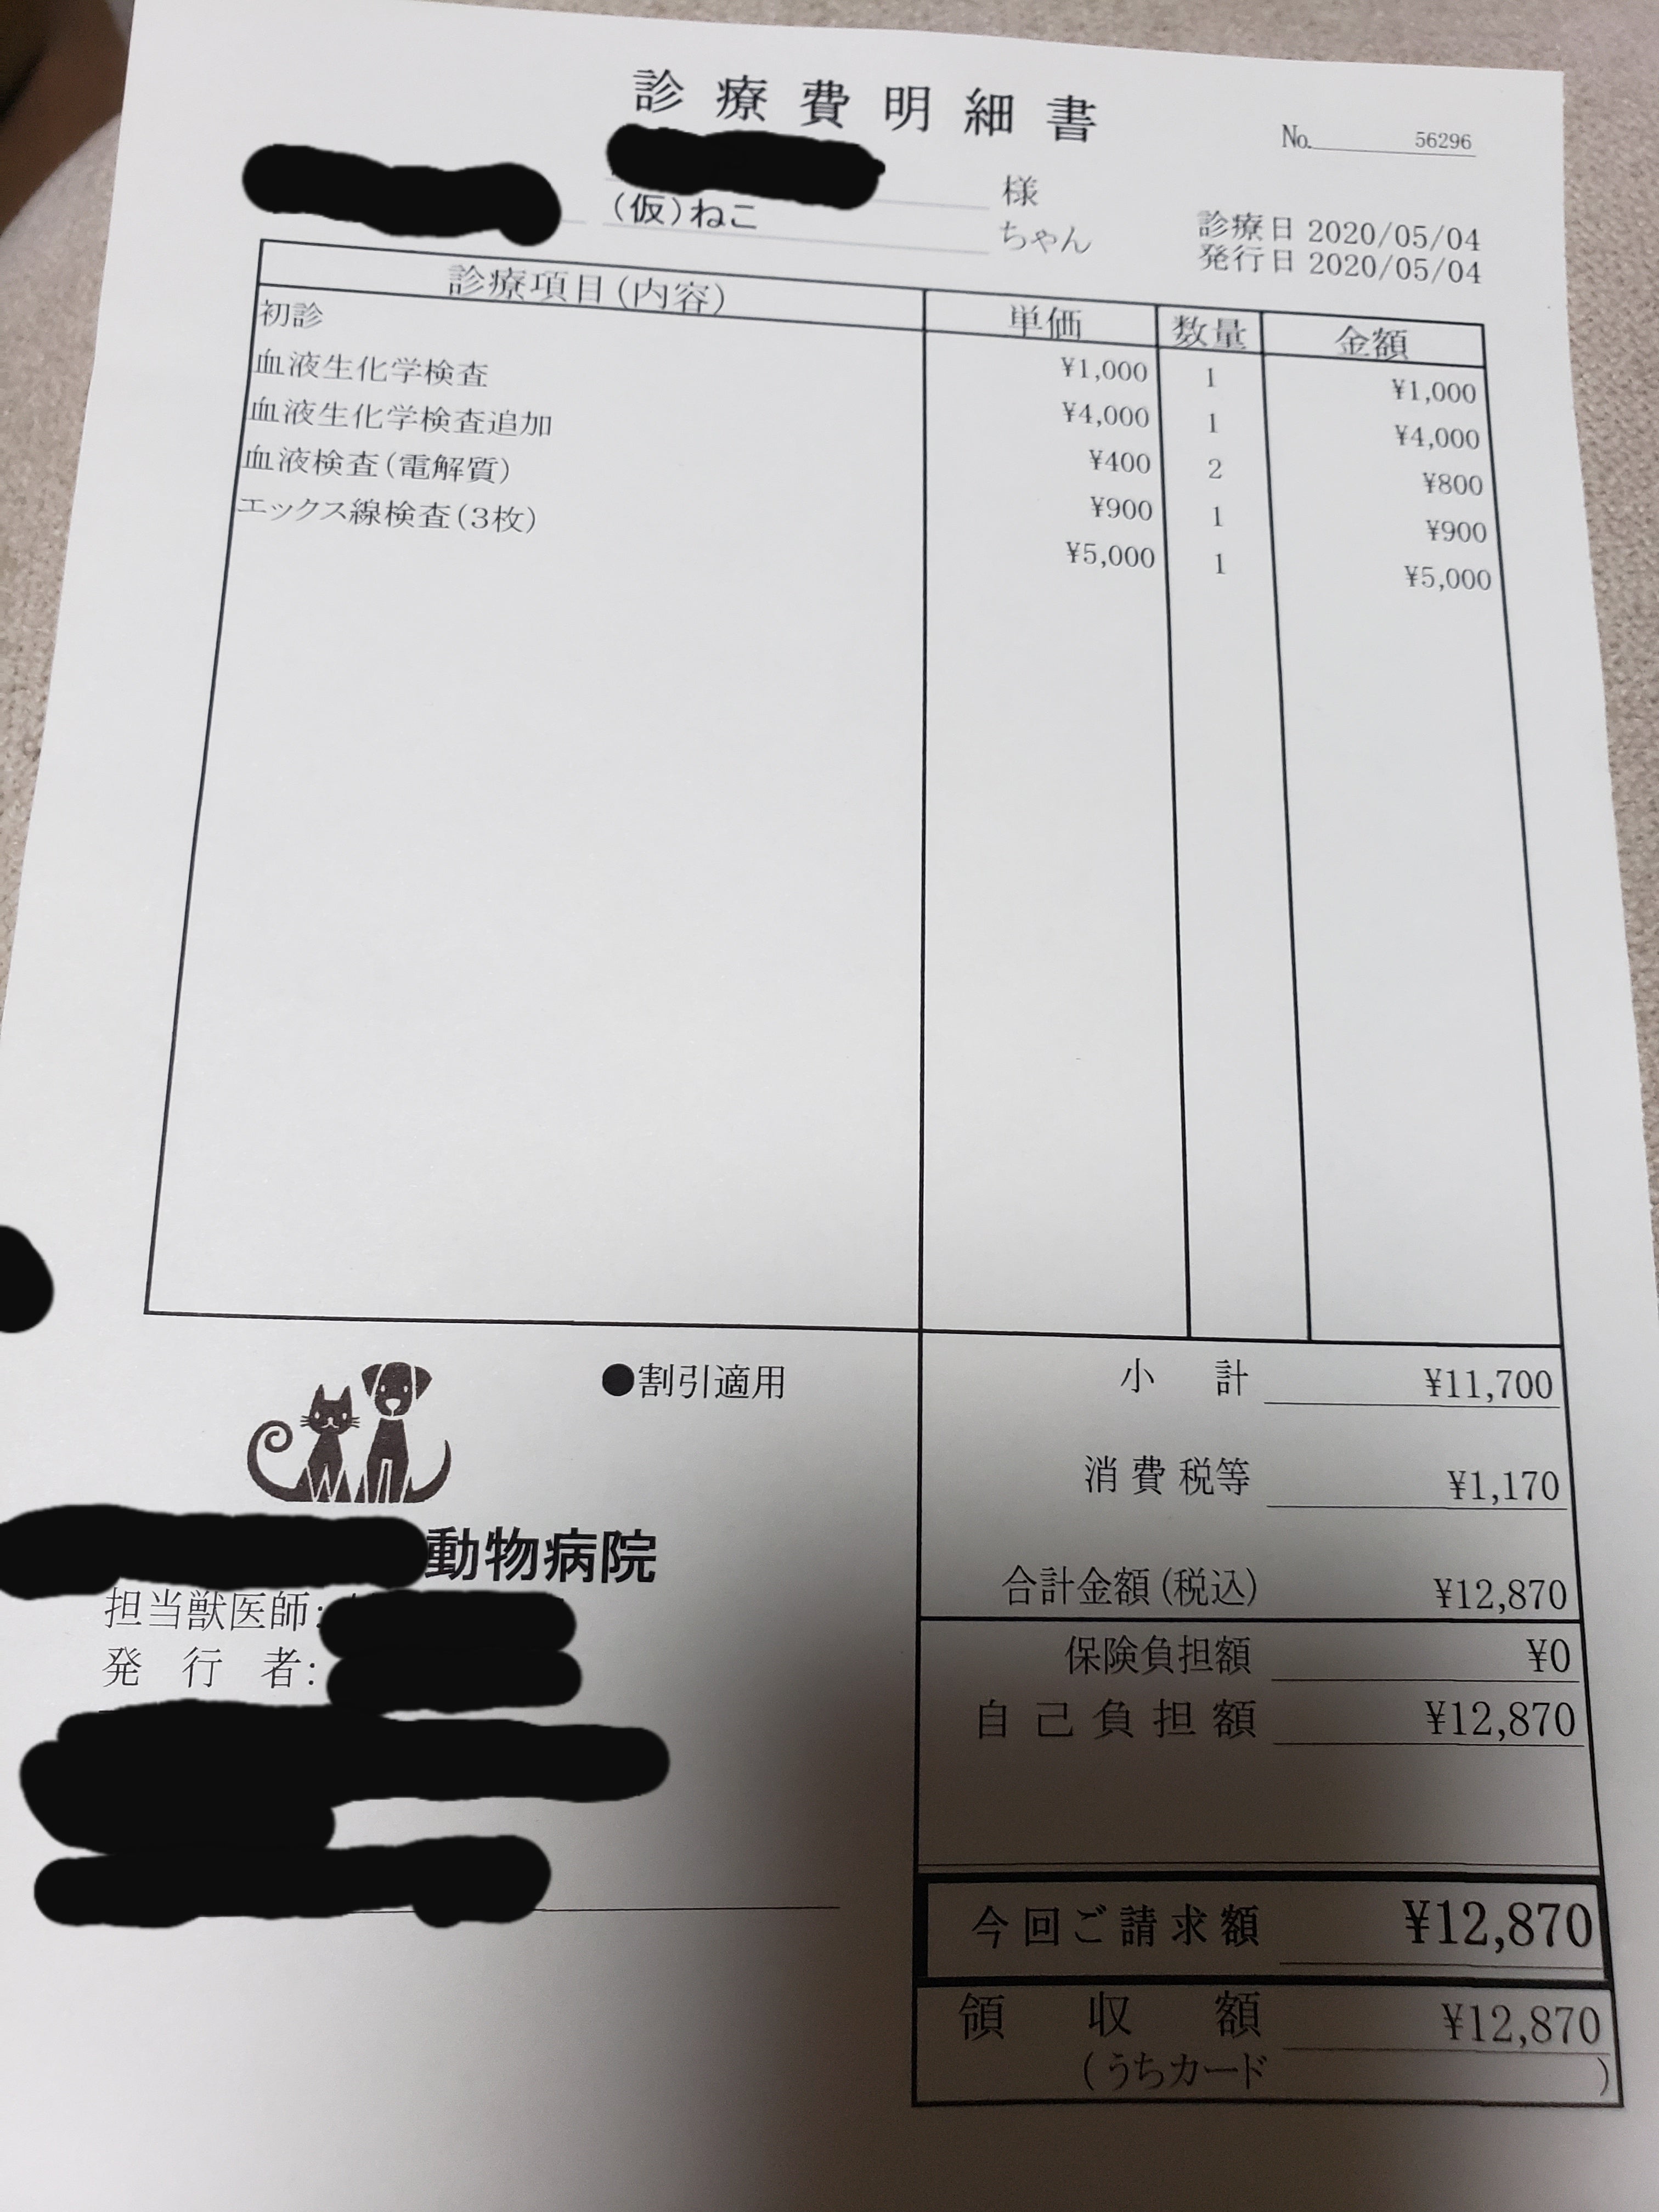 診療費明細書
No. 56296
様
(仮)ねこ ちゃん
診療日 2020/05/04
発行日 2020/05/04
診療項目(内容) 単価 数量 金額
初診 ¥1,000 1 ¥1,000
血液生化学検査 ¥4,000 1 ¥4,000
血液生化学検査追加 ¥400 2 ¥800
血液検査(電解質) ¥900 1 ¥900
エックス線検査(3枚) ¥5,000 1 ¥5,000
●割引適用
小計 ¥11,700
消費税等 ¥1,170
合計金額(税込) ¥12,870
保険負担額 ¥0
自己負担額 ¥12,870
今回ご請求額 ¥12,870
領収額 ¥12,870
(うちカード )
動物病院
担当獣医師:
発行者: